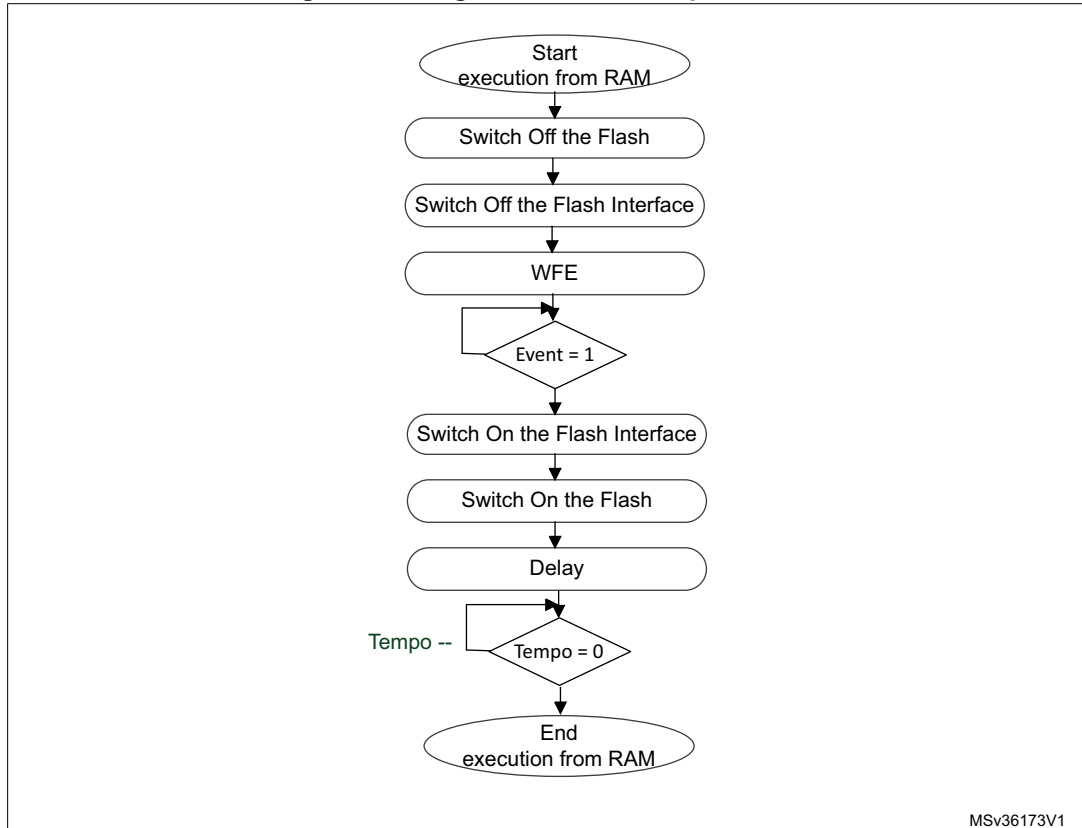 Start
execution from RAM
Switch Off the Flash
Switch Off the Flash Interface
WFE
Event = 1
Switch On the Flash Interface
Switch On the Flash
Delay
Tempo --
Tempo = 0
End
execution from RAM
MSv36173V1